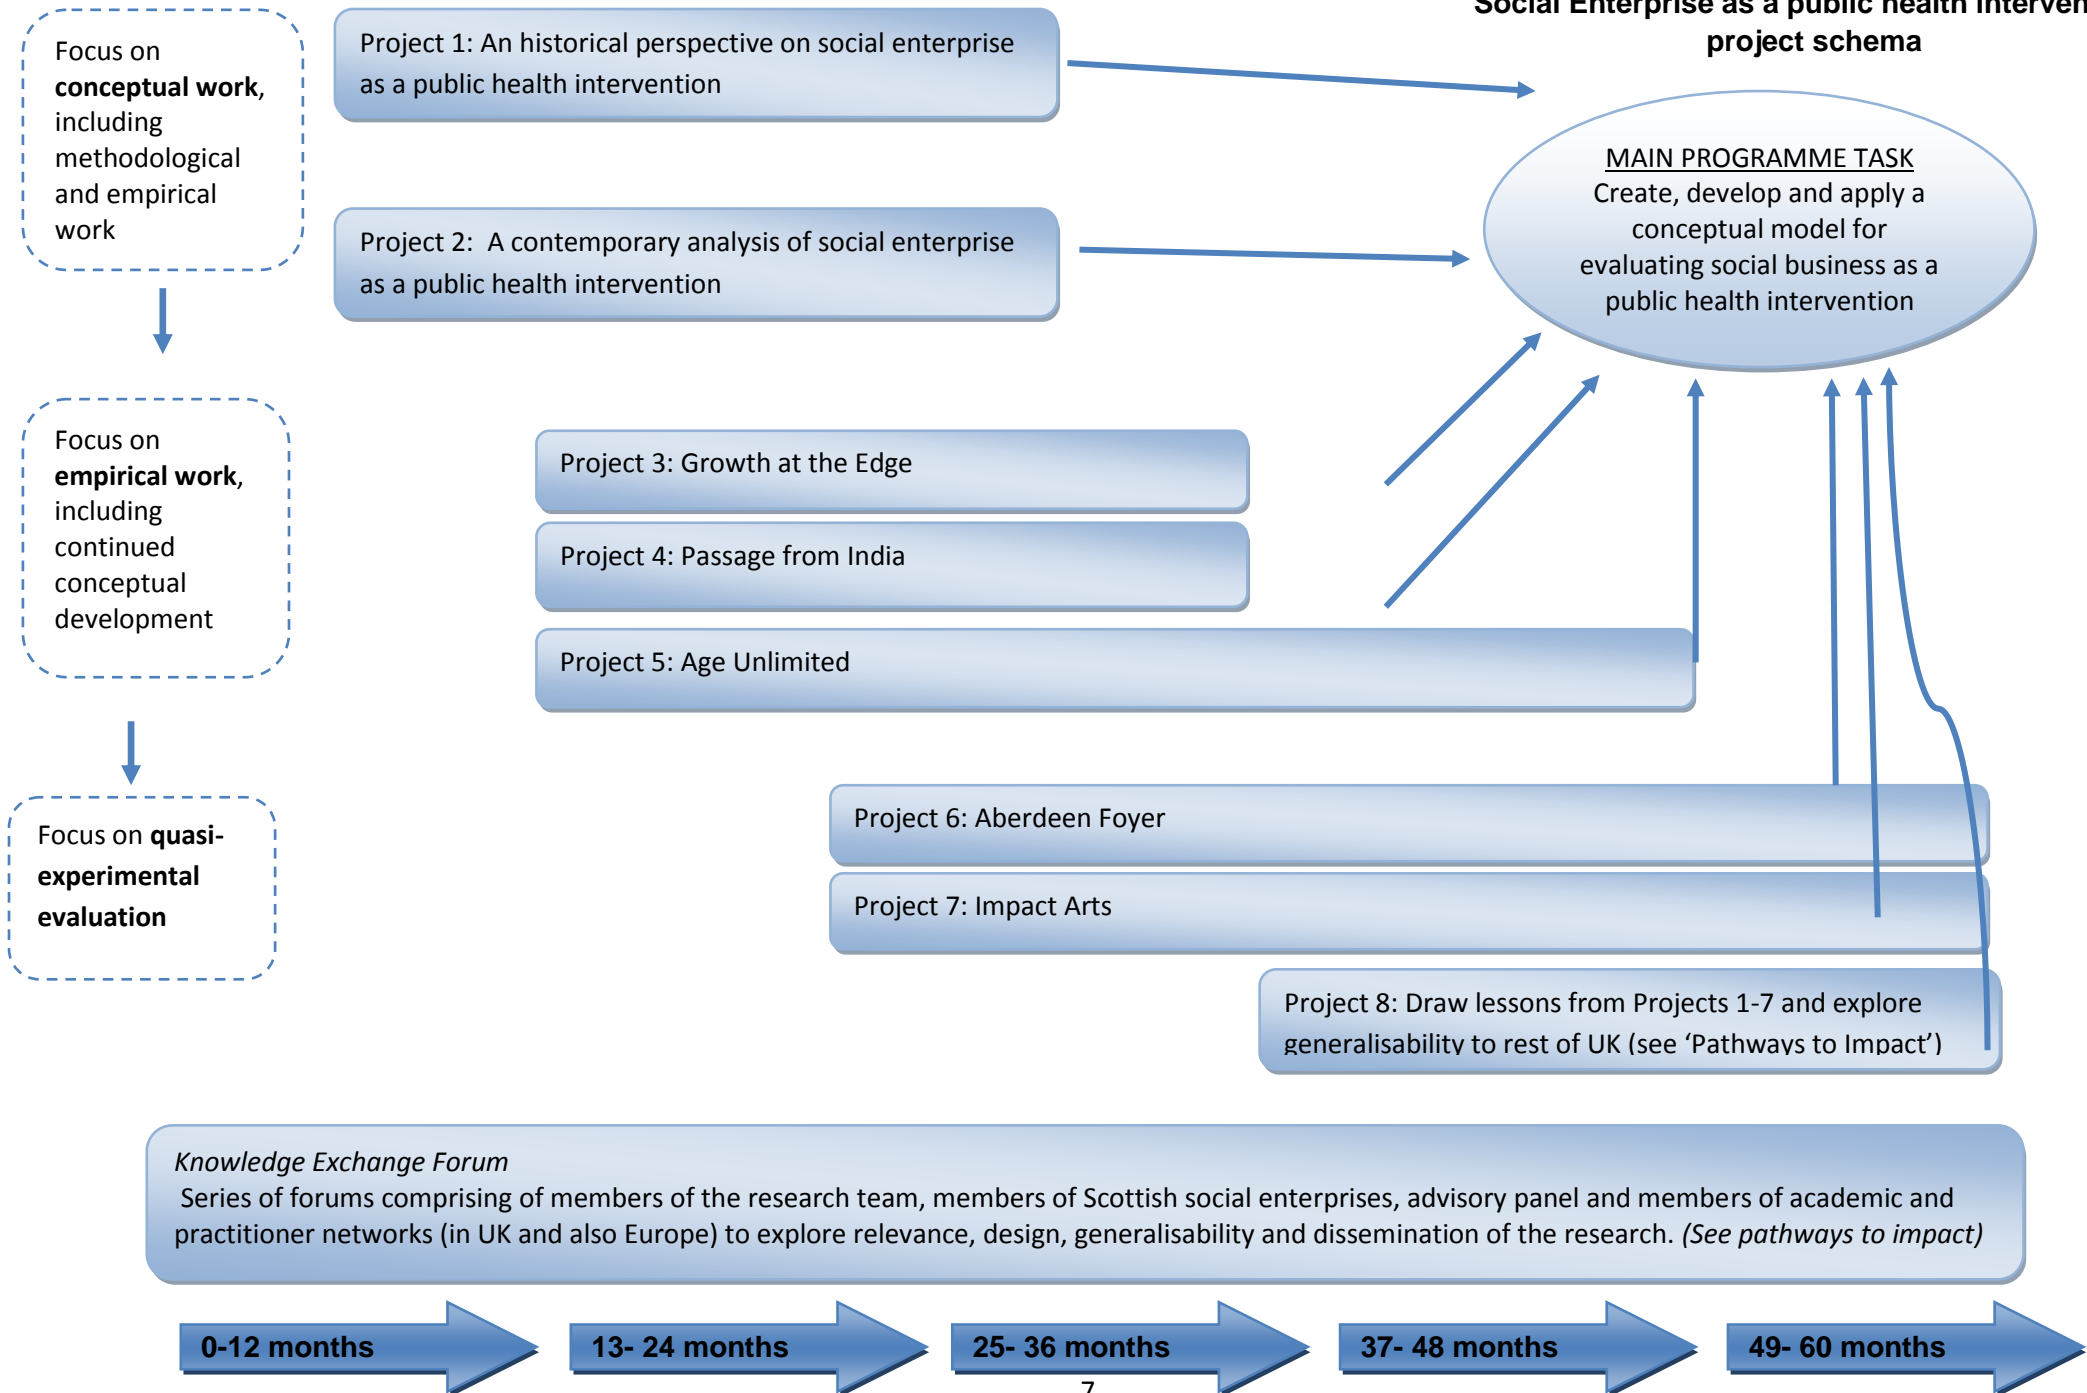 Social Enterprise as a public health interven
project schema
Focus on
conceptual work,
including
methodological
and empirical
work
Project 1: An historical perspective on social enterprise
as a public health intervention
Project 2:  A contemporary analysis of social enterprise
as a public health intervention
MAIN PROGRAMME TASK
Create, develop and apply a
conceptual model for
evaluating social business as a
public health intervention
Focus on
empirical work,
including
continued
conceptual
development
Project 3: Growth at the Edge
Project 4: Passage from India
Project 5: Age Unlimited
Focus on quasi-
experimental
evaluation
Project 6: Aberdeen Foyer
Project 7: Impact Arts
Project 8: Draw lessons from Projects 1-7 and explore
generalisability to rest of UK (see ‘Pathways to Impact’)
Knowledge Exchange Forum
Series of forums comprising of members of the research team, members of Scottish social enterprises, advisory panel and members of academic and
practitioner networks (in UK and also Europe) to explore relevance, design, generalisability and dissemination of the research. (See pathways to impact)
0-12 months
13- 24 months
25- 36 months
37- 48 months
49- 60 months
7